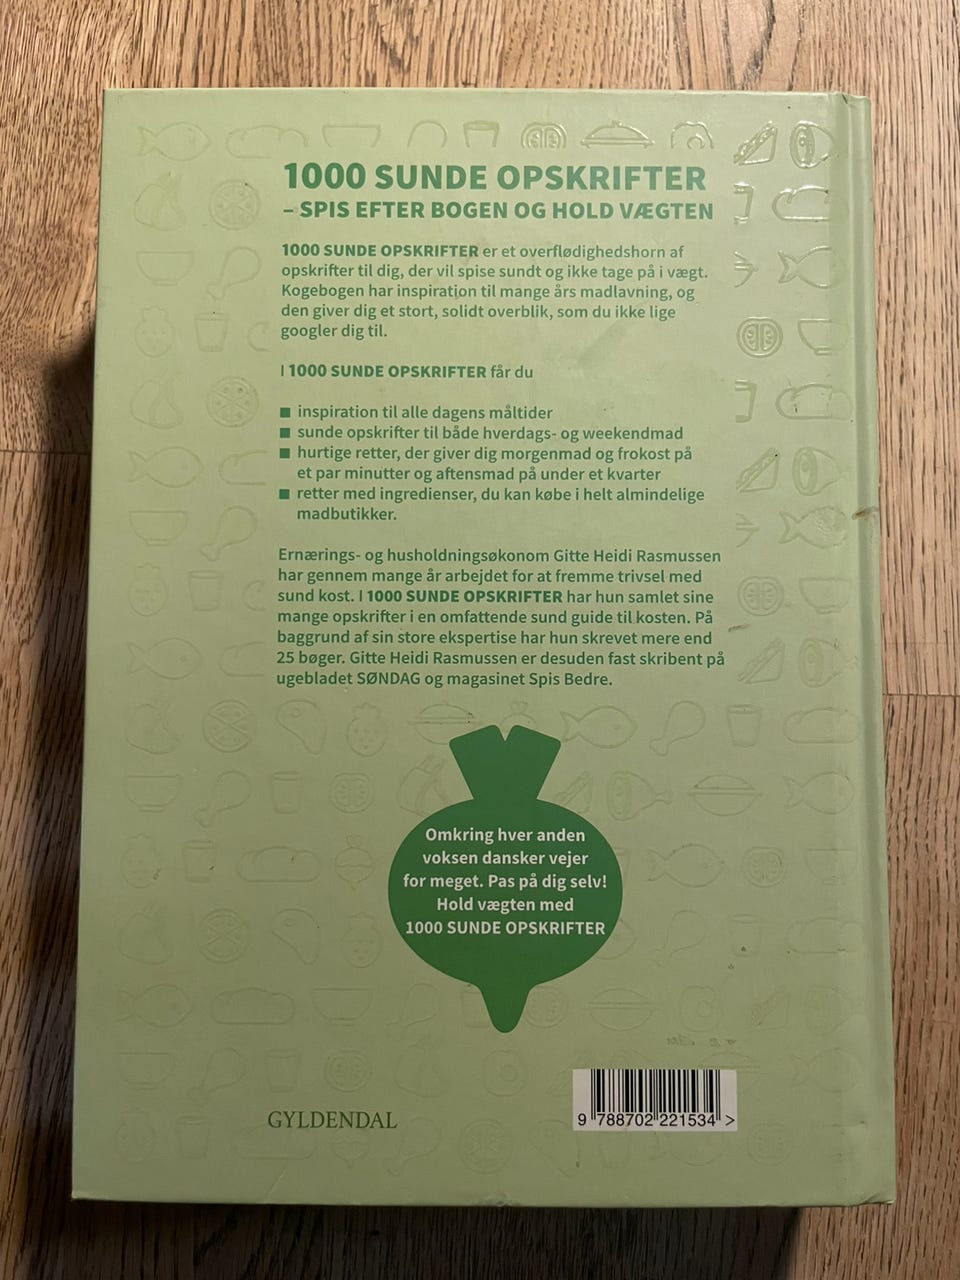 1000 SUNDE OPSKRIFTER
– SPIS EFTER BOGEN OG HOLD VÆGTEN
1000 SUNDE OPSKRIFTER er et overflødighedshorn af
opskrifter til dig, der vil spise sundt og ikke tage på i vægt.
Kogebogen har inspiration til mange års madlavning, og
den giver dig et stort, solidt overblik, som du ikke lige
googler dig til.
I 1000 SUNDE OPSKRIFTER får du
■ inspiration til alle dagens måltider
■ sunde opskrifter til både hverdags- og weekendmad
■ hurtige retter, der giver dig morgenmad og frokost på
et par minutter og aftensmad på under et kvarter
■ retter med ingredienser, du kan købe i helt almindelige
madbutikker.
Ernærings- og husholdningsøkonom Gitte Heidi Rasmussen
har gennem mange år arbejdet for at fremme trivsel med
sund kost. I 1000 SUNDE OPSKRIFTER har hun samlet sine
mange opskrifter i en omfattende sund guide til kosten. På
baggrund af sin store ekspertise har hun skrevet mere end
25 bøger. Gitte Heidi Rasmussen er desuden fast skribent på
ugebladet SØNDAG og magasinet Spis Bedre.
Omkring hver anden
voksen dansker vejer
for meget. Pas på dig selv!
Hold vægten med
1000 SUNDE OPSKRIFTER
GYLDENDAL
9 788702 221534 >